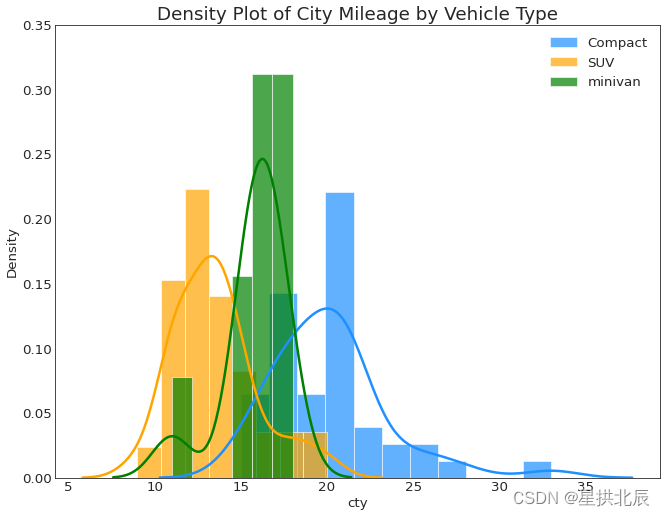 Density Plot of City Mileage by Vehicle Type
0.35
0.30
0.25
0.20
0.15
0.10
0.05
0.00
Density
Compact
SUV
minivan
5 10 15 20 25 30 35
cty
CSDN @星拱北辰